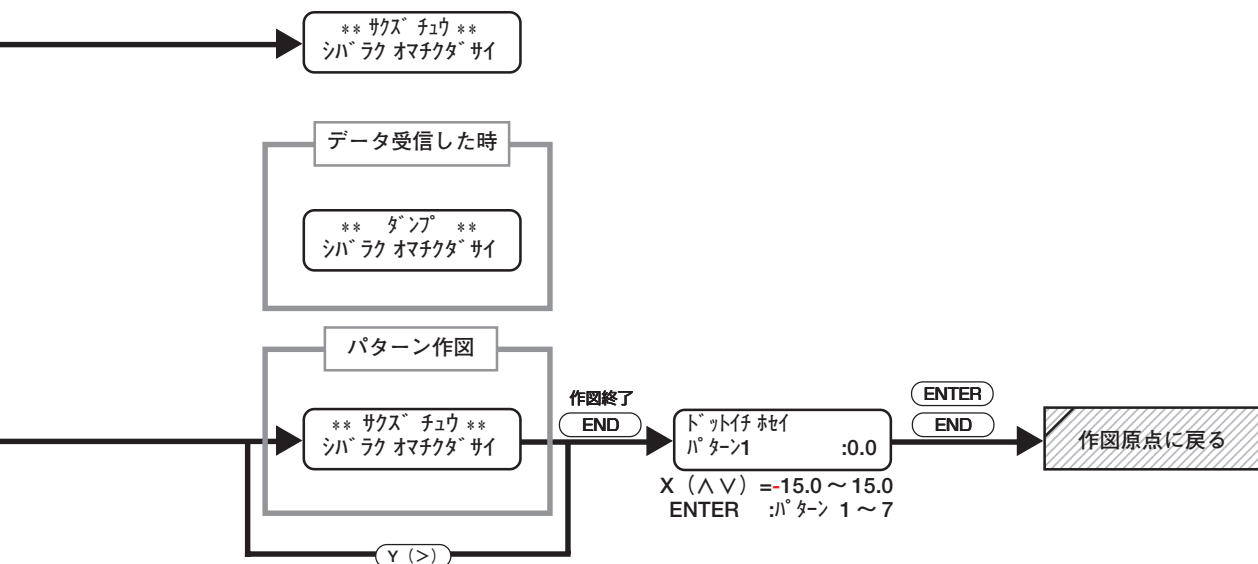 ** ｻｸｽﾞ ﾁｭｳ **
ｼﾊﾞﾗｸ ｵﾏﾁｸﾀﾞｻｲ
データ受信した時
** ﾀﾞﾝﾌﾟ **
ｼﾊﾞﾗｸ ｵﾏﾁｸﾀﾞｻｲ
パターン作図
** ｻｸｽﾞ ﾁｭｳ **
ｼﾊﾞﾗｸ ｵﾏﾁｸﾀﾞｻｲ
作図終了
END
ﾄﾞｯﾄｲﾁ ﾎｾｲ
ﾊﾟﾀｰﾝ1 :0.0
X（∧∨）=-15.0～15.0
ENTER :ﾊﾟﾀｰﾝ 1～7
ENTER
END
作図原点に戻る
Y（＞）